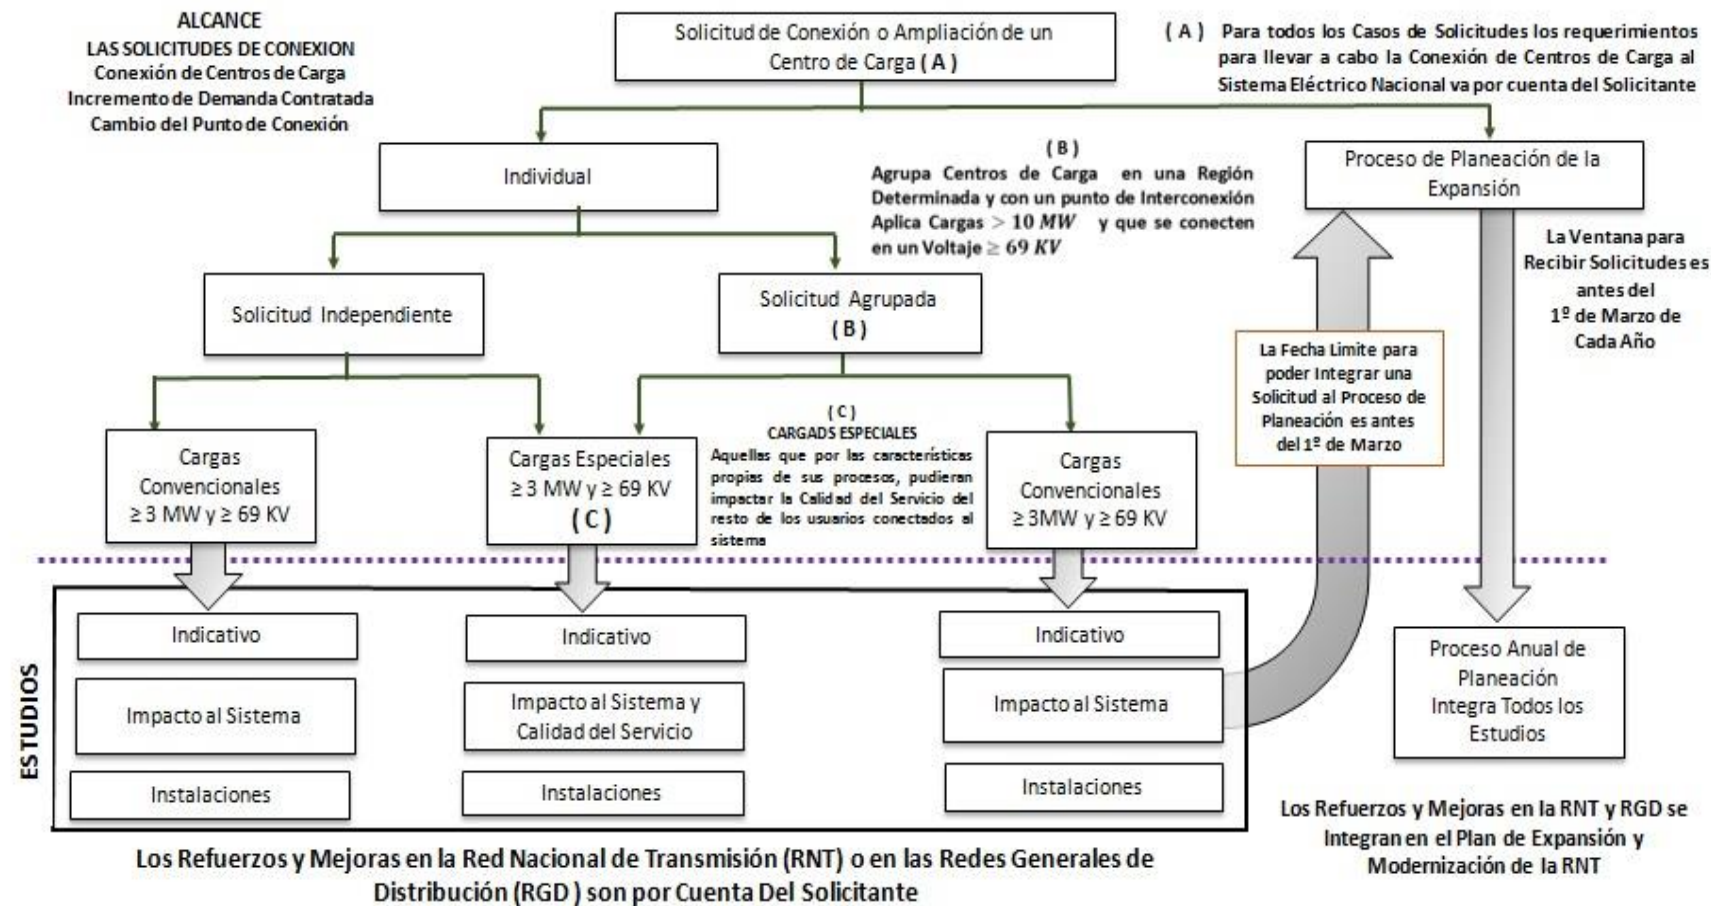 ALCANCE
LAS SOLICITUDES DE CONEXION
Conexión de Centros de Carga
Incremento de Demanda Contratada
Cambio del Punto de Conexión
Solicitud de Conexión o Ampliación de un
Centro de Carga ( A )
( A ) Para todos los Casos de Solicitudes los requerimientos
para llevar a cabo la Conexión de Centros de Carga al
Sistema Eléctrico Nacional va por cuenta del Solicitante
Individual
( B )
Agrupa Centros de Carga en una Región
Determinada y con un punto de Interconexión
Aplica Cargas > 10 MW y que se conecten
en un Voltaje ≥ 69 KV
Proceso de Planeación de la
Expansión
La Ventana para
Recibir Solicitudes es
antes del
1º de Marzo de
Cada Año
Solicitud Independiente
Solicitud Agrupada
( B )
La Fecha Limite para
poder Integrar una
Solicitud al Proceso de
Planeación es antes
del 1º de Marzo
Cargas
Convencionales
≥ 3 MW y ≥ 69 KV
Cargas Especiales
≥ 3 MW y ≥ 69 KV
( C )
( C )
CARGADS ESPECIALES
Aquellas que por las características
propias de sus procesos, pudieran
impactar la Calidad del Servicio del
resto de los usuarios conectados al
sistema
Cargas
Convencionales
≥ 3MW y ≥ 69 KV
ESTUDIOS
Indicativo
Impacto al Sistema
Instalaciones
Indicativo
Impacto al Sistema y
Calidad del Servicio
Instalaciones
Indicativo
Impacto al Sistema
Instalaciones
Proceso Anual de
Planeación
Integra Todos los
Estudios
Los Refuerzos y Mejoras en la Red Nacional de Transmisión (RNT) o en las Redes Generales de
Distribución (RGD ) son por Cuenta Del Solicitante
Los Refuerzos y Mejoras en la RNT y RGD se
Integran en el Plan de Expansión y
Modernización de la RNT